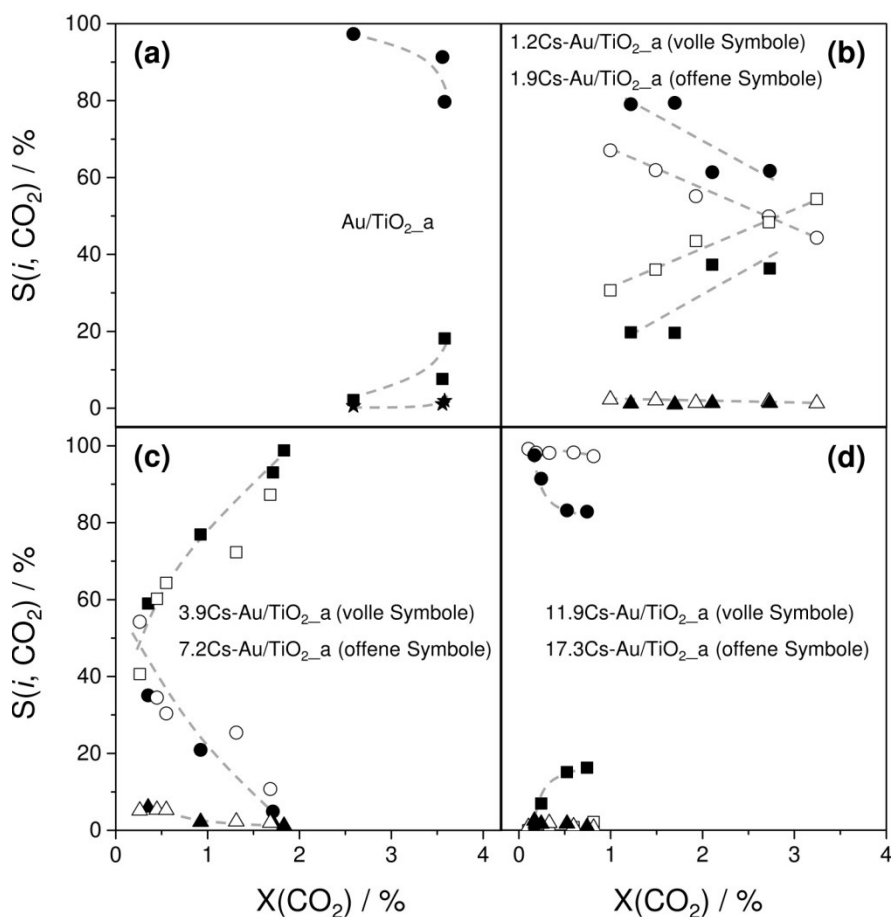 (a)
Au/TiO2_a
S(i, CO2) / %
100
80
60
40
20
0
(b)
1.2Cs-Au/TiO2_a (volle Symbole)
1.9Cs-Au/TiO2_a (offene Symbole)
(c)
3.9Cs-Au/TiO2_a (volle Symbole)
7.2Cs-Au/TiO2_a (offene Symbole)
S(i, CO2) / %
100
80
60
40
20
0
(d)
11.9Cs-Au/TiO2_a (volle Symbole)
17.3Cs-Au/TiO2_a (offene Symbole)
0 1 2 3 4
0 1 2 3 4
X(CO2) / %
X(CO2) / %